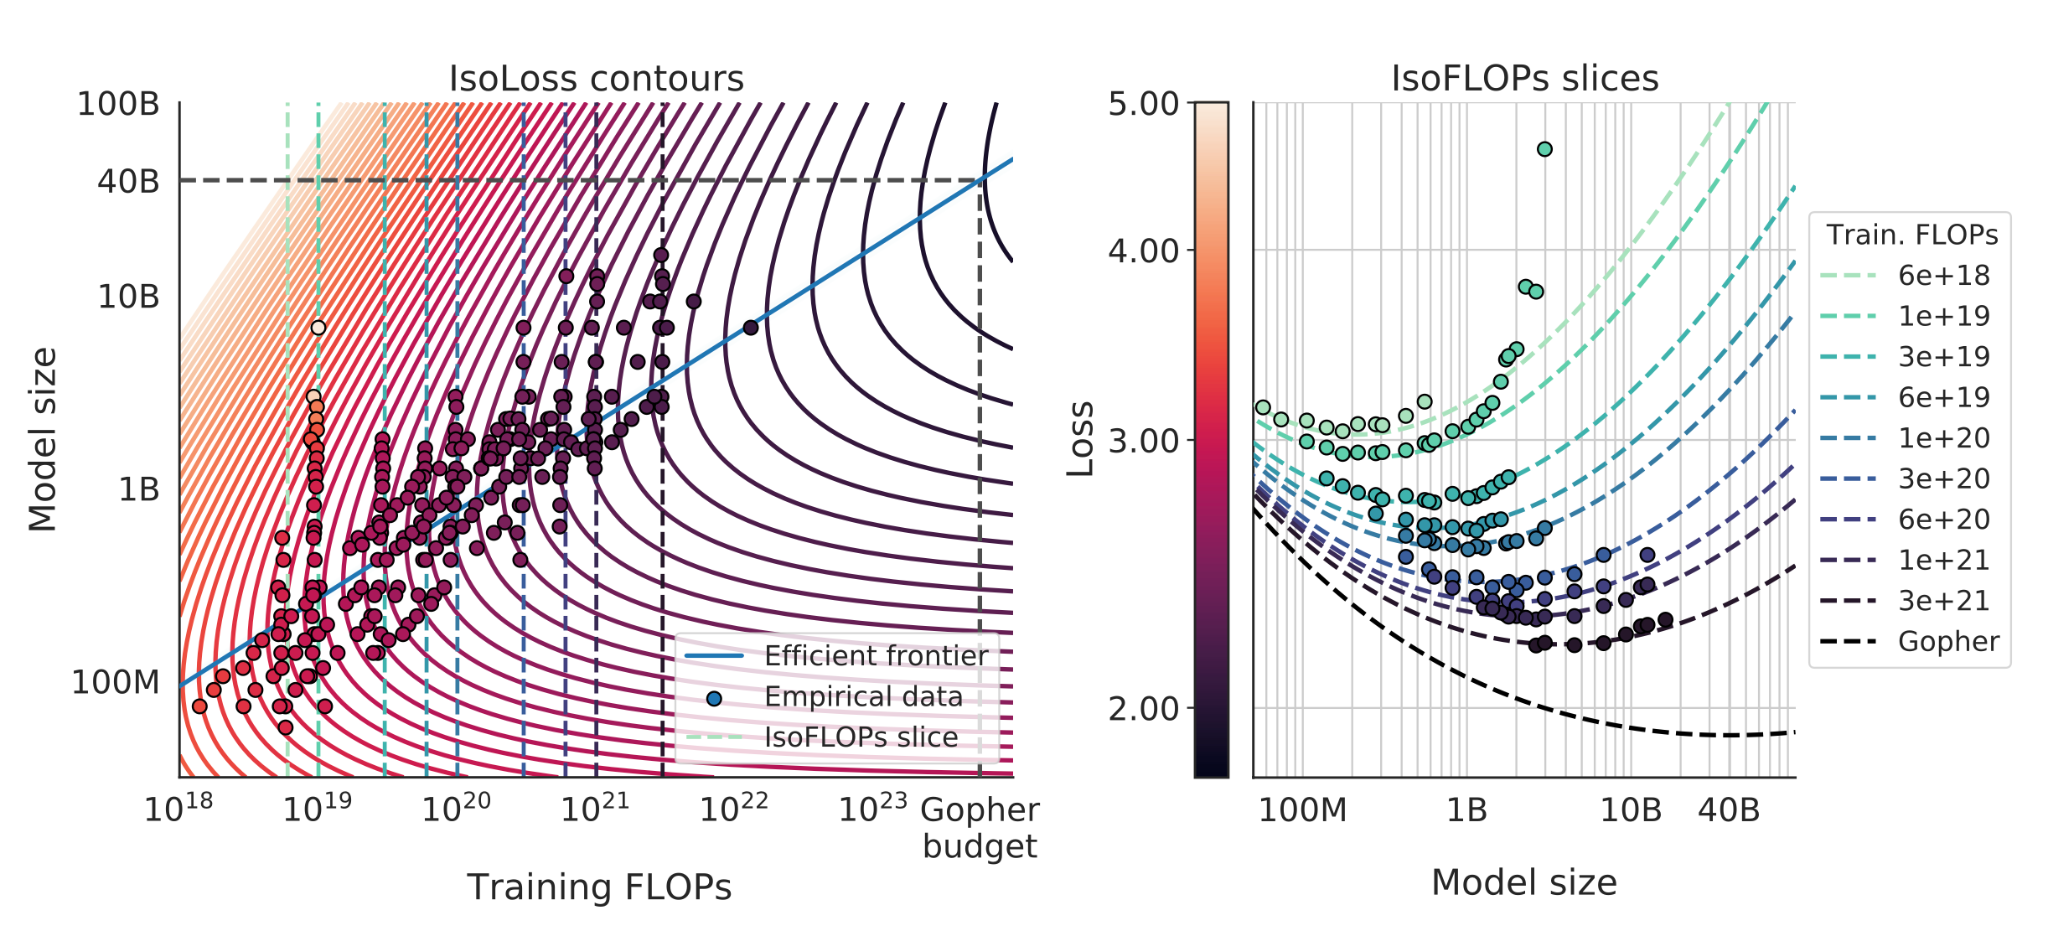 IsoLoss contours
100B
40B
10B
1B
100M
Model size
10^18
10^19
10^20
10^21
10^22
10^23
Gopher
budget
Training FLOPs
Efficient frontier
Empirical data
IsoFLOPs slice
5.00
4.00
3.00
2.00
Loss
IsoFLOPs slices
100M
1B
10B
40B
Model size
Train. FLOPs
6e+18
1e+19
3e+19
6e+19
1e+20
3e+20
6e+20
1e+21
3e+21
Gopher